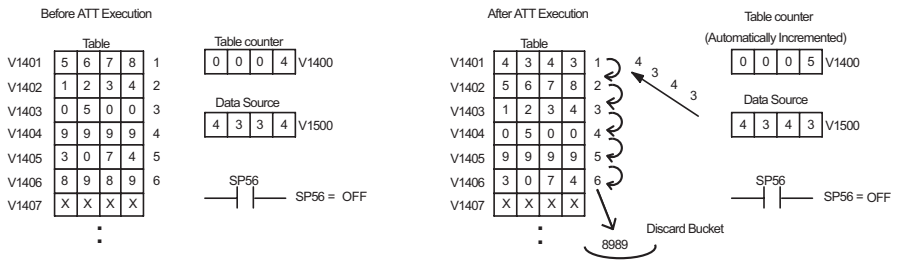 Before ATT Execution
Table
V1401 5 6 7 8 1
V1402 1 2 3 4 2
V1403 0 5 0 0 3
V1404 9 9 9 9 4
V1405 3 0 7 4 5
V1406 8 9 8 9 6
V1407 X X X X
Table counter
0 0 0 4 V1400
Data Source
4 3 3 4 V1500
SP56
SP56 = OFF
After ATT Execution
Table
V1401 4 3 4 3 1
V1402 5 6 7 8 2
V1403 1 2 3 4 3
V1404 0 5 0 0 4
V1405 9 9 9 9 5
V1406 3 0 7 4 6
V1407 X X X X
4 3 4 3
Discard Bucket
8989
Table counter
(Automatically Incremented)
0 0 0 5 V1400
Data Source
4 3 4 3 V1500
SP56
SP56 = OFF